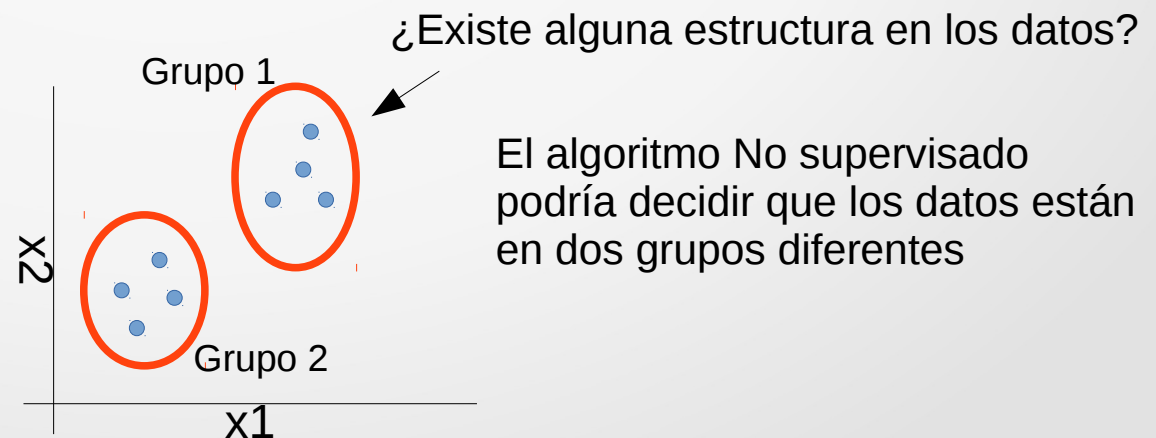 ¿Existe alguna estructura en los datos?
Grupo 1
El algoritmo No supervisado
podría decidir que los datos están
en dos grupos diferentes
x2
Grupo 2
x1